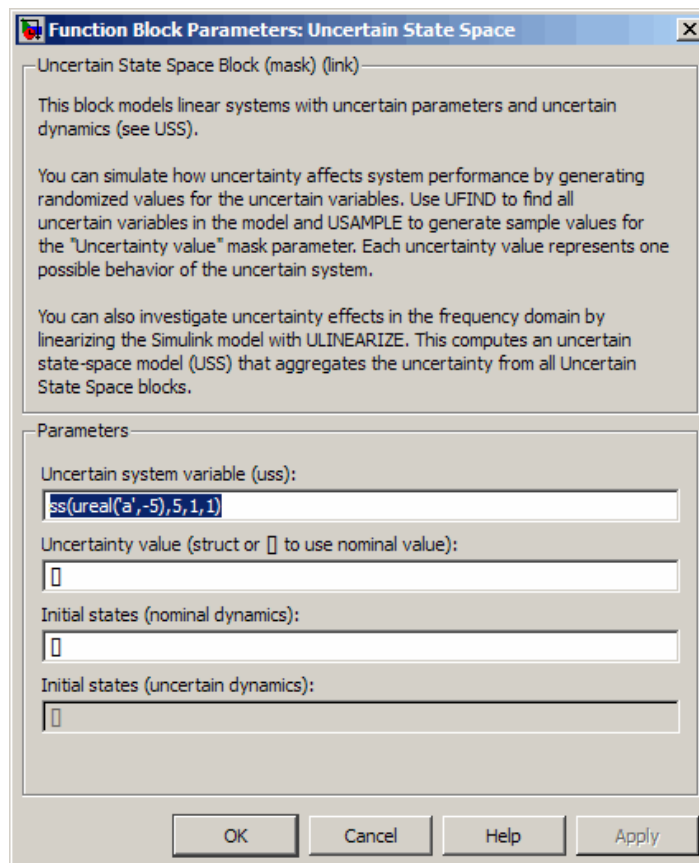 Function Block Parameters: Uncertain State Space
Uncertain State Space Block (mask) (link)
This block models linear systems with uncertain parameters and uncertain
dynamics (see USS).
You can simulate how uncertainty affects system performance by generating
randomized values for the uncertain variables. Use UFIND to find all
uncertain variables in the model and USAMPLE to generate sample values for
the "Uncertainty value" mask parameter. Each uncertainty value represents one
possible behavior of the uncertain system.
You can also investigate uncertainty effects in the frequency domain by
linearizing the Simulink model with ULINEARIZE. This computes an uncertain
state-space model (USS) that aggregates the uncertainty from all Uncertain
State Space blocks.
Parameters
Uncertain system variable (uss):
ss(ureal('a',-5),5,1,1)
Uncertainty value (struct or [] to use nominal value):
[]
Initial states (nominal dynamics):
[]
Initial states (uncertain dynamics):
[]
OK Cancel Help Apply